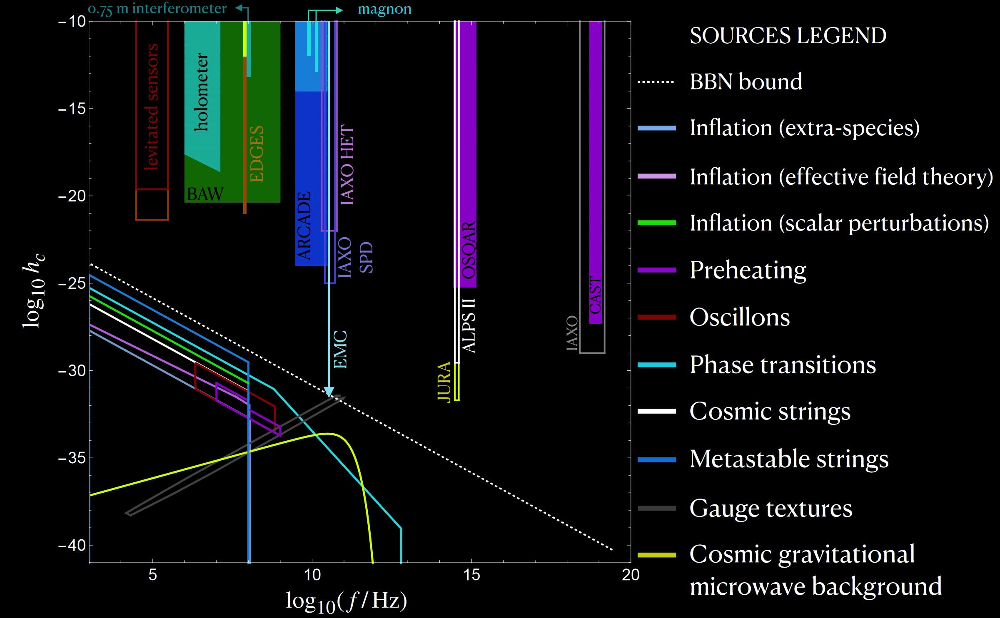 0.75 m interferometer
magnon
−10
−15
−20
−25
−30
−35
−40
log10 hc
levitated sensors
holometer
BAW
EDGES
ARCADE
IAXO HET
IAXO
SPD
EMC
OSQAR
ALPS II
JURA
IAXO
CAST
5
10
15
20
log10(f/Hz)
SOURCES LEGEND
BBN bound
Inflation (extra-species)
Inflation (effective field theory)
Inflation (scalar perturbations)
Preheating
Oscillons
Phase transitions
Cosmic strings
Metastable strings
Gauge textures
Cosmic gravitational
microwave background